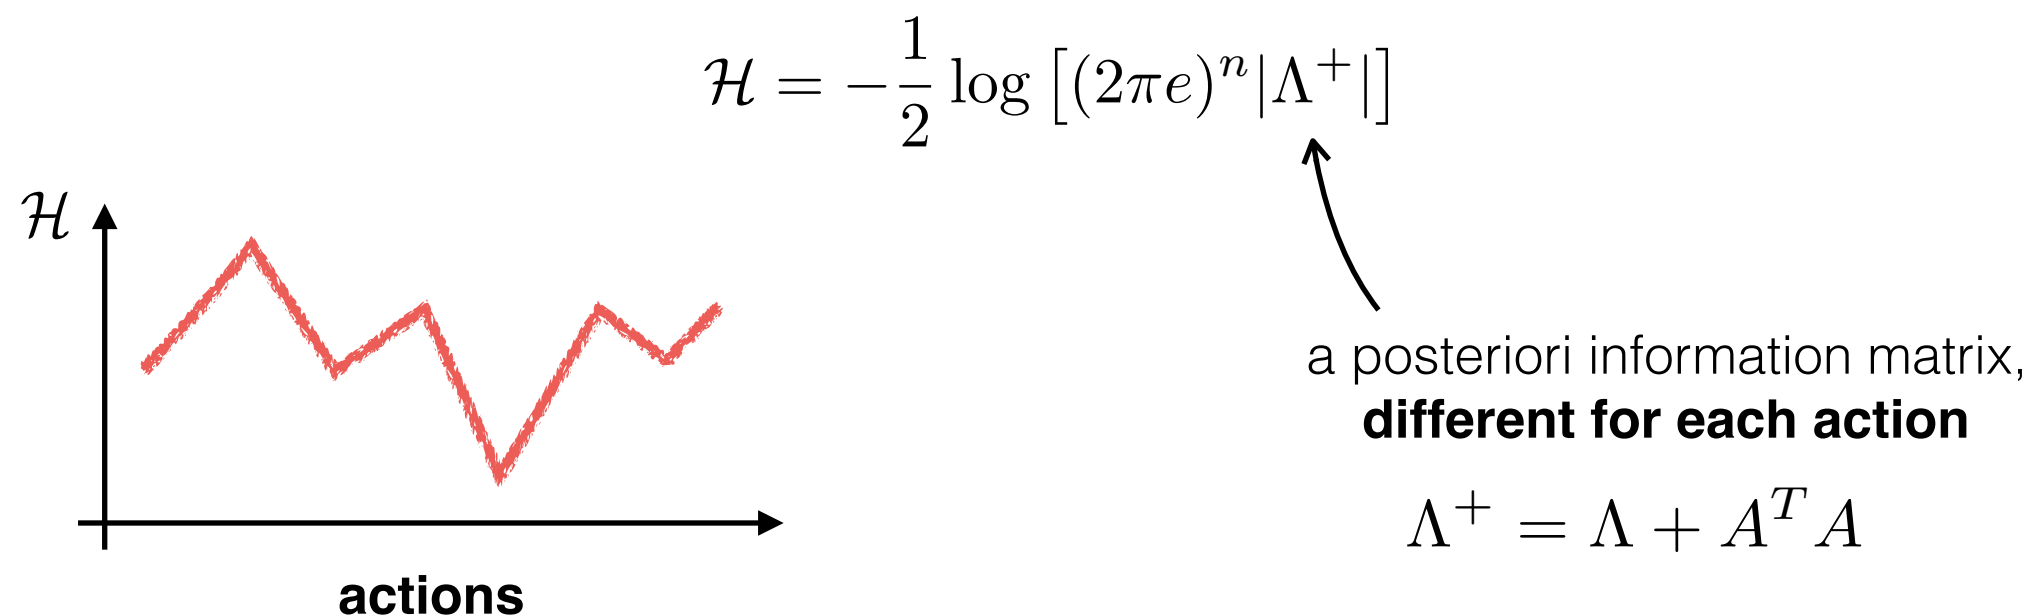 ℋ = −1/2 log [(2πe)ⁿ|Λ⁺|]
ℋ
a posteriori information matrix,
different for each action
Λ⁺ = Λ + AᵀA
actions